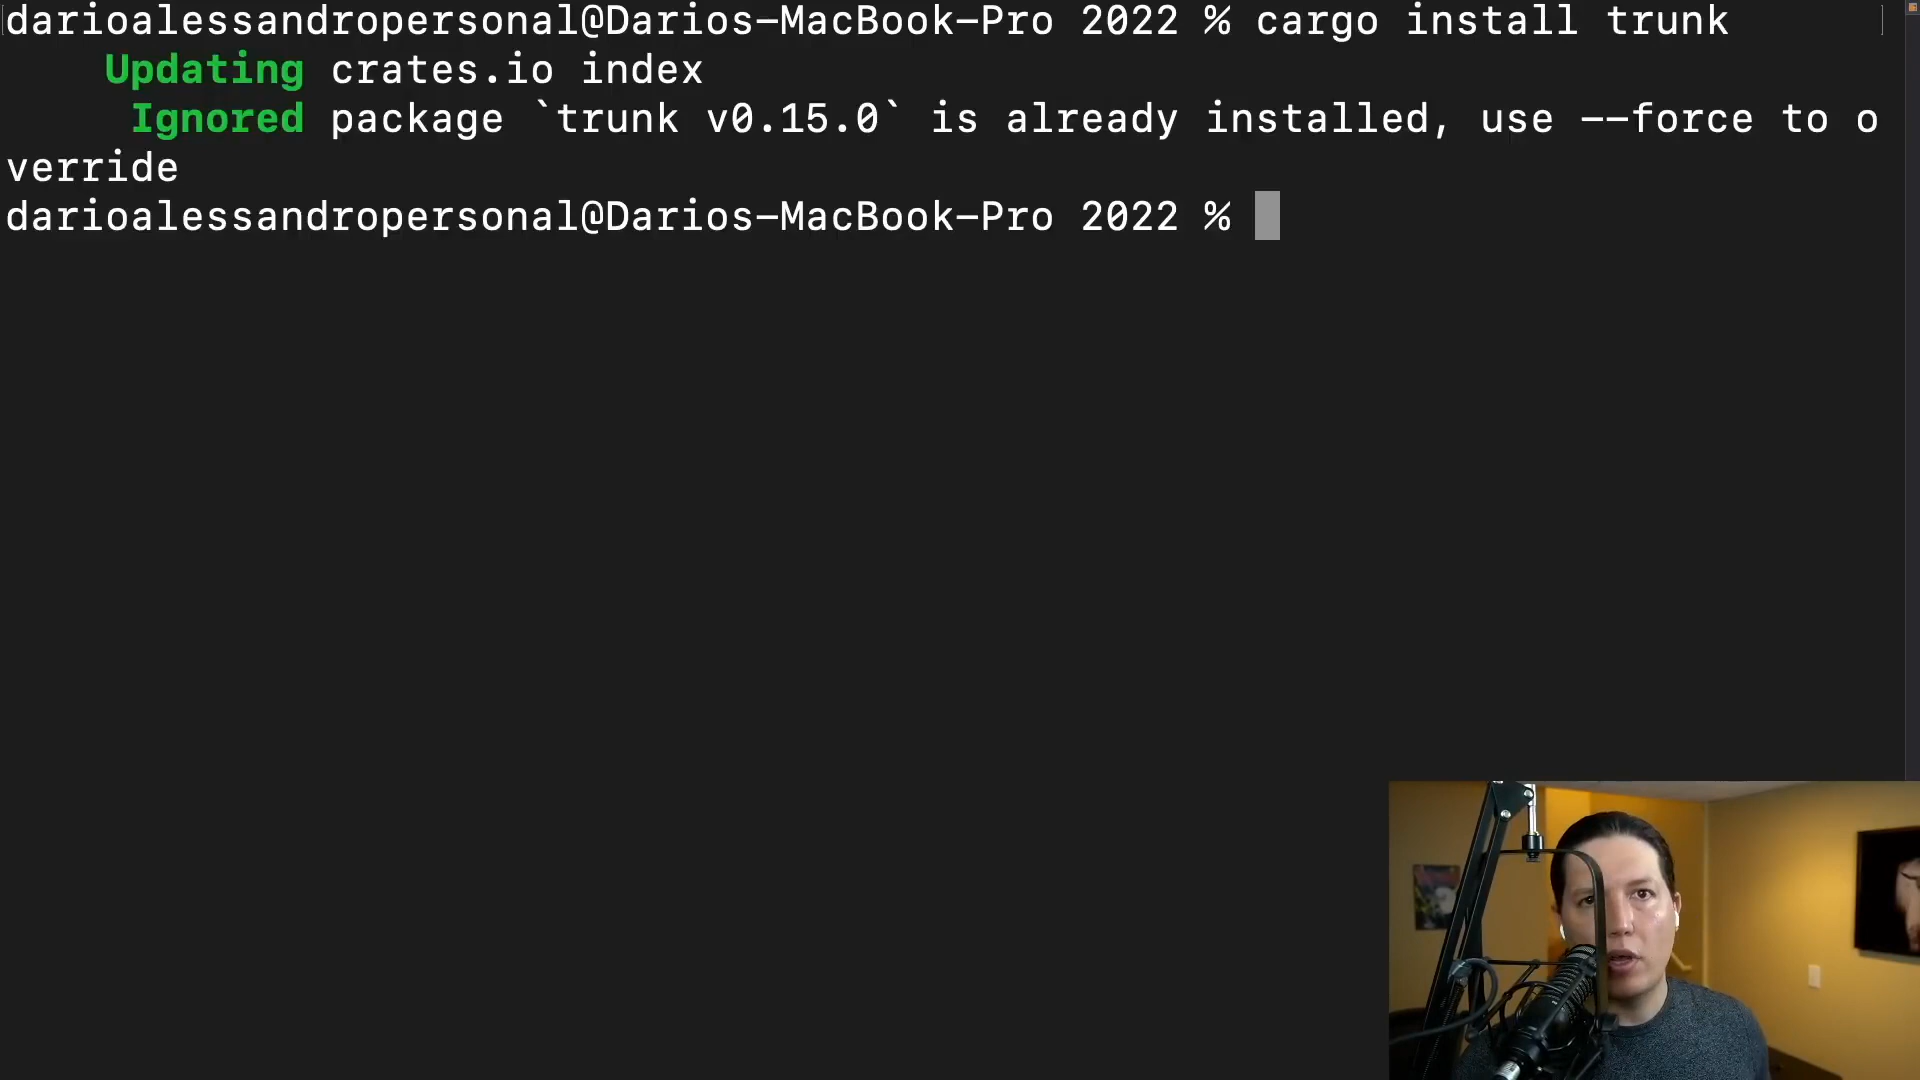 darioalessandropersonal@Darios-MacBook-Pro 2022 % cargo install trunk
Updating crates.io index
Ignored package `trunk v0.15.0` is already installed, use --force to o
verride
darioalessandropersonal@Darios-MacBook-Pro 2022 %